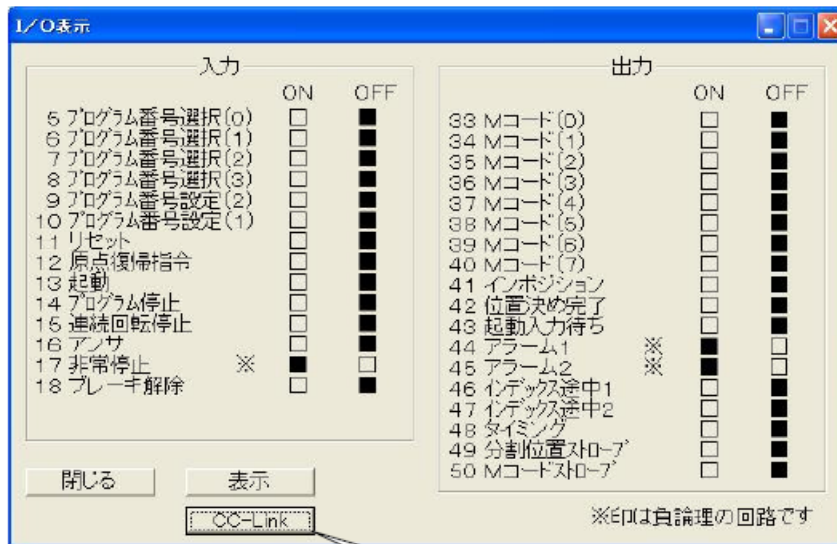 I/O表示
入力
ON OFF
5 プログラム番号選択(0)
6 プログラム番号選択(1)
7 プログラム番号選択(2)
8 プログラム番号選択(3)
9 プログラム番号設定(2)
10 プログラム番号設定(1)
11 リセット
12 原点復帰指令
13 起動
14 プログラム停止
15 連続回転停止
16 アンサ
17 非常停止 ※
18 ブレーキ解除
出力
ON OFF
33 Mコード(0)
34 Mコード(1)
35 Mコード(2)
36 Mコード(3)
37 Mコード(4)
38 Mコード(5)
39 Mコード(6)
40 Mコード(7)
41 インポジション
42 位置決め完了
43 起動入力待ち
44 アラーム1 ※
45 アラーム2 ※
46 インデックス途中1
47 インデックス途中2
48 タイミング
49 分割位置ストローブ
50 Mコードストローブ
閉じる
表示
CC-Link
※印は負論理の回路です